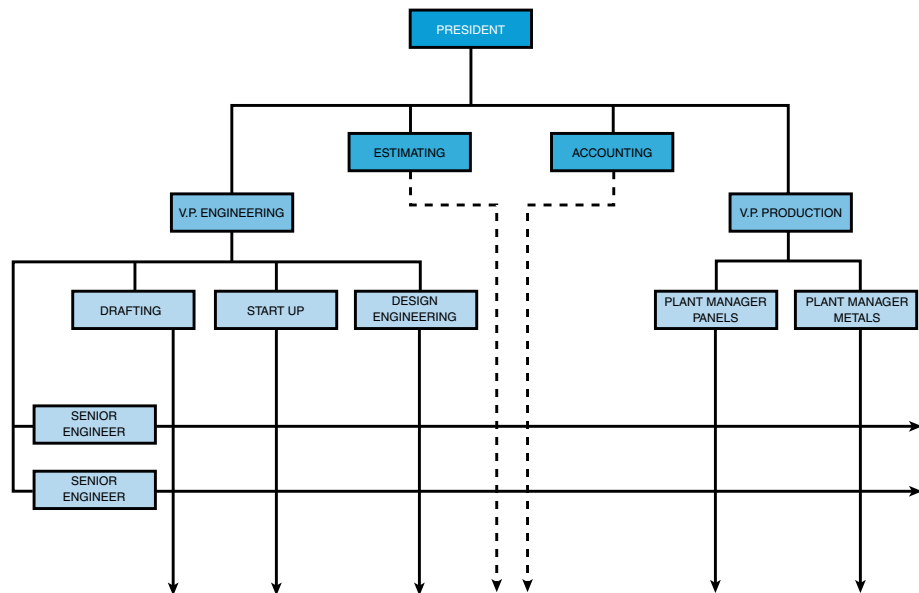 PRESIDENT
ESTIMATING
ACCOUNTING
V.P. ENGINEERING
V.P. PRODUCTION
DRAFTING
START UP
DESIGN
ENGINEERING
PLANT MANAGER
PANELS
PLANT MANAGER
METALS
SENIOR
ENGINEER
SENIOR
ENGINEER